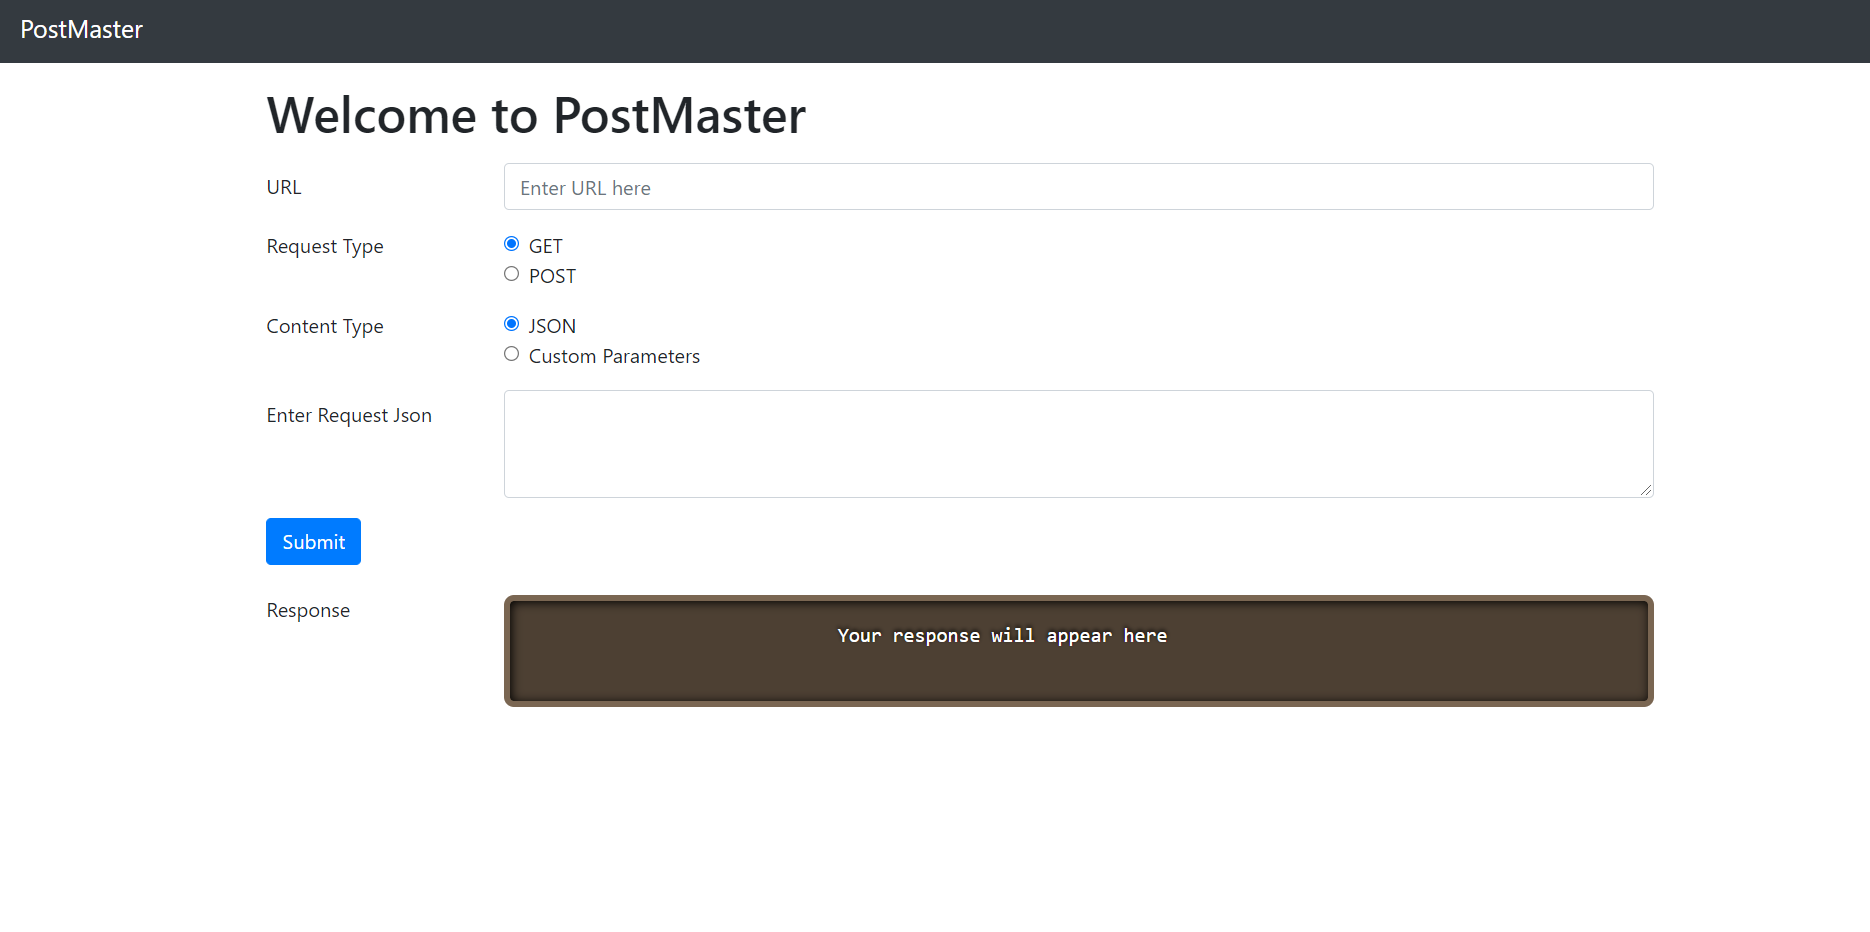 PostMaster
Welcome to PostMaster
URL
Enter URL here
Request Type
GET
POST
Content Type
JSON
Custom Parameters
Enter Request Json
Submit
Response
Your response will appear here